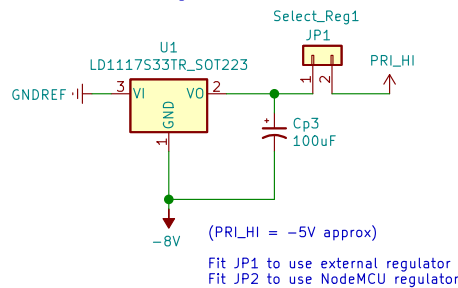 Select_Reg1
JP1
U1
LD1117S33TR_SOT223
PRI_HI
GNDREF
3 VI VO 2
1 2
GND
1
Cp3
100uF
-8V
(PRI_HI = -5V approx)
Fit JP1 to use external regulator
Fit JP2 to use NodeMCU regulator